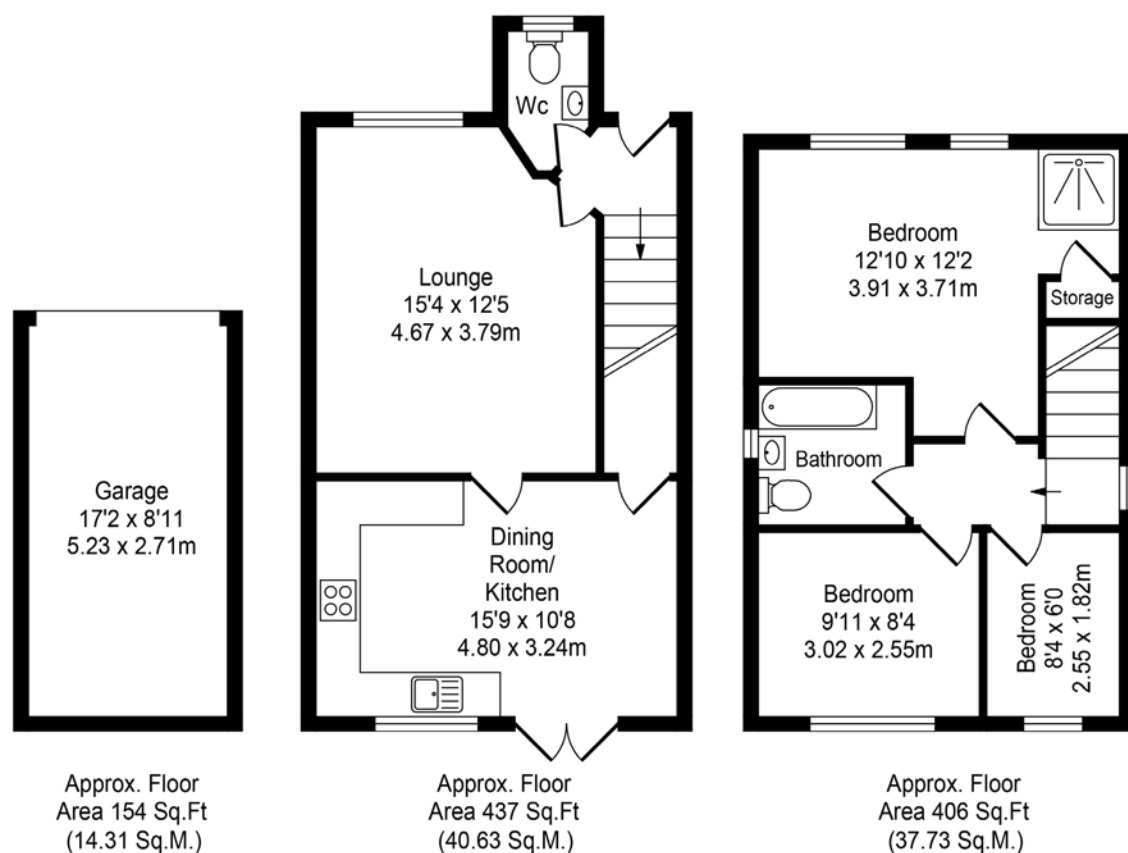 Garage
17'2 x 8'11
5.23 x 2.71m
Approx. Floor
Area 154 Sq.Ft
(14.31 Sq.M.)
Wc
Lounge
15'4 x 12'5
4.67 x 3.79m
Dining
Room/
Kitchen
15'9 x 10'8
4.80 x 3.24m
Approx. Floor
Area 437 Sq.Ft
(40.63 Sq.M.)
Bedroom
12'10 x 12'2
3.91 x 3.71m
Storage
Bathroom
Bedroom
9'11 x 8'4
3.02 x 2.55m
Bedroom
8'4 x 6'0
2.55 x 1.82m
Approx. Floor
Area 406 Sq.Ft
(37.73 Sq.M.)